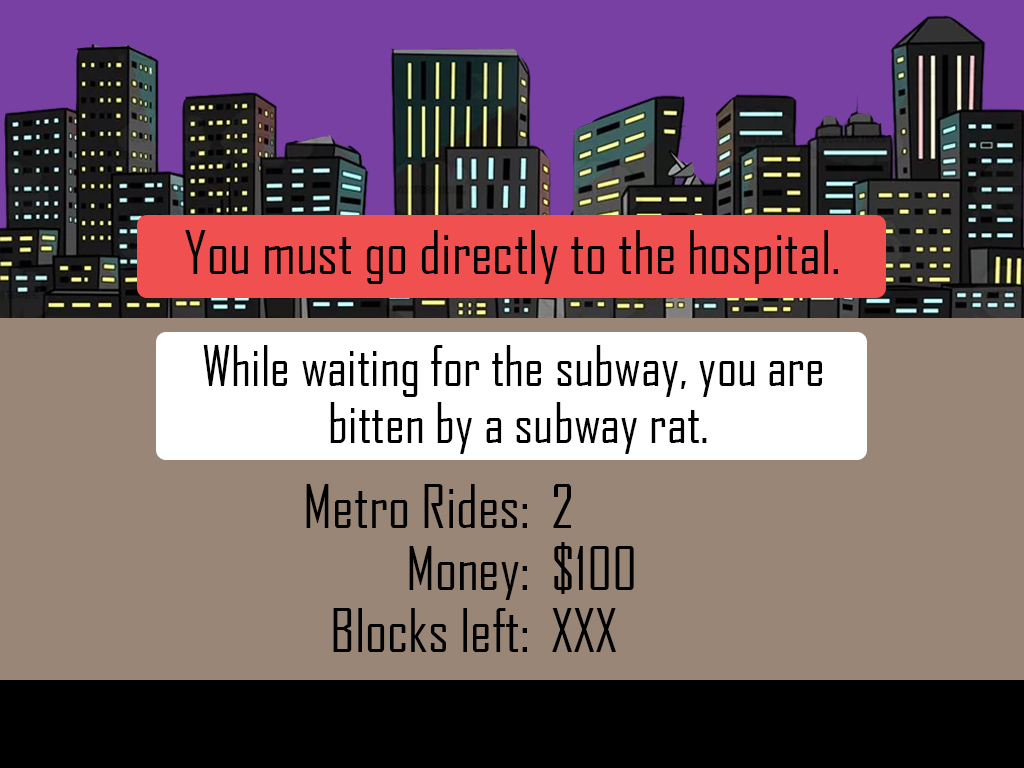 You must go directly to the hospital.
While waiting for the subway, you are
bitten by a subway rat.
Metro Rides: 2
Money: $100
Blocks left: XXX